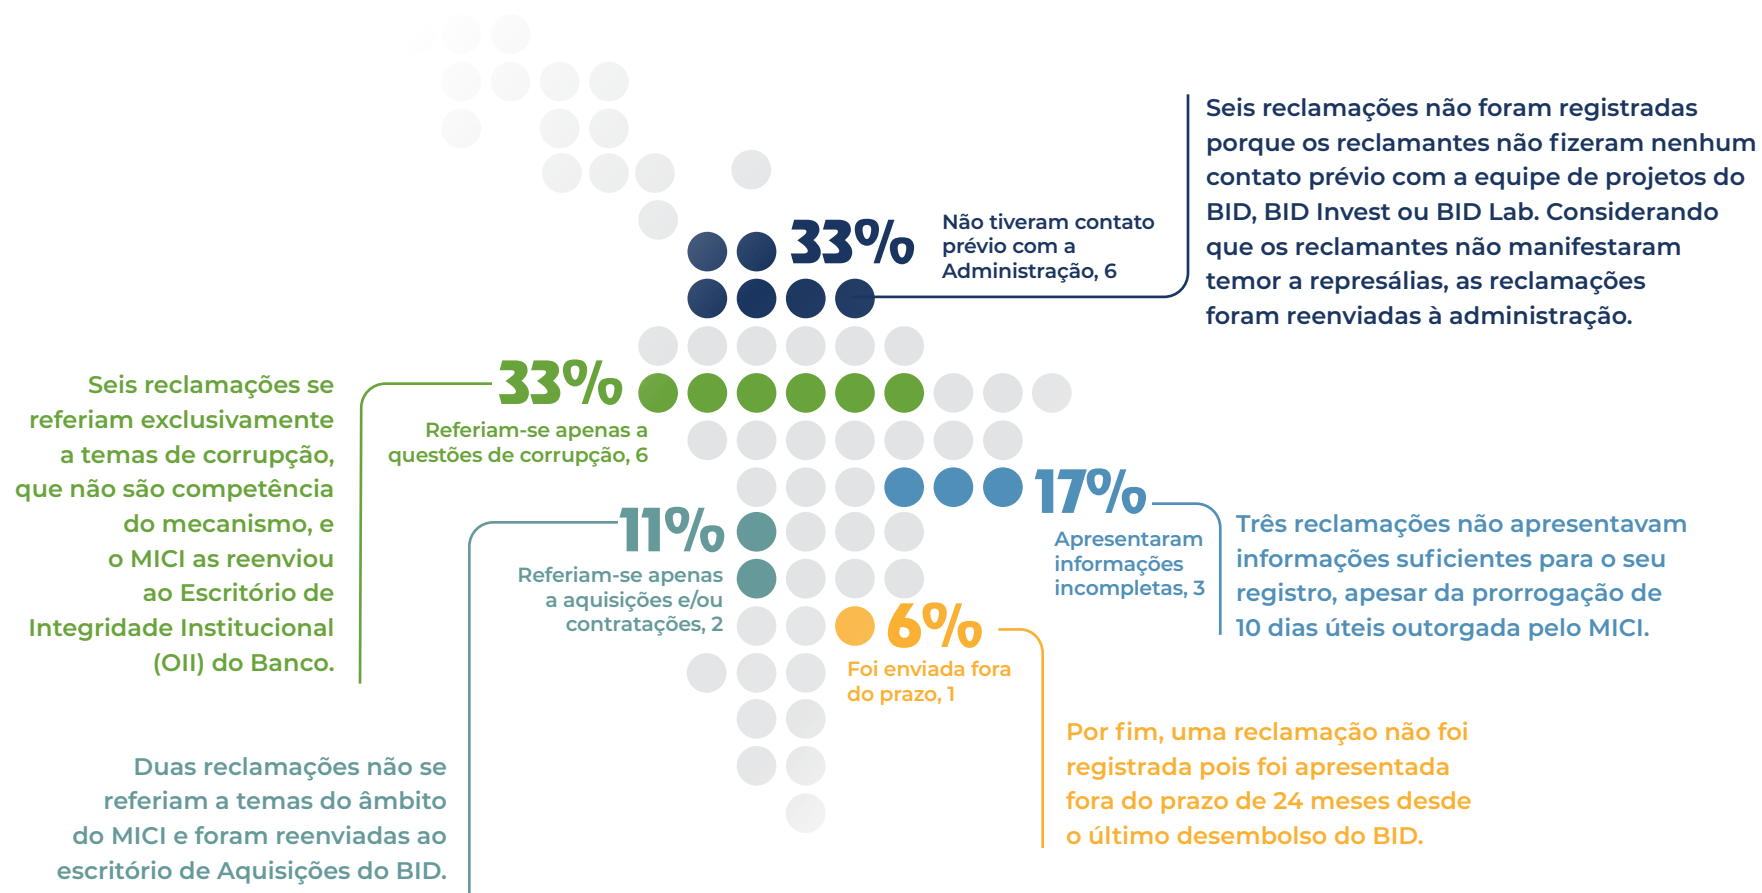 33%
Não tiveram contato
prévio com a
Administração, 6
Seis reclamações não foram registradas
porque os reclamantes não fizeram nenhum
contato prévio com a equipe de projetos do
BID, BID Invest ou BID Lab. Considerando
que os reclamantes não manifestaram
temor a represálias, as reclamações
foram reenviadas à administração.
Seis reclamações se
referiam exclusivamente
a temas de corrupção,
que não são competência
do mecanismo, e
o MICI as reenviou
ao Escritório de
Integridade Institucional
(OII) do Banco.
33%
Referiam-se apenas a
questões de corrupção, 6
17%
Apresentaram
informações
incompletas, 3
Três reclamações não apresentavam
informações suficientes para o seu
registro, apesar da prorrogação de
10 dias úteis outorgada pelo MICI.
11%
Referiam-se apenas
a aquisições e/ou
contratações, 2
Duas reclamações não se
referiam a temas do âmbito
do MICI e foram reenviadas ao
escritório de Aquisições do BID.
6%
Foi enviada fora
do prazo, 1
Por fim, uma reclamação não foi
registrada pois foi apresentada
fora do prazo de 24 meses desde
o último desembolso do BID.